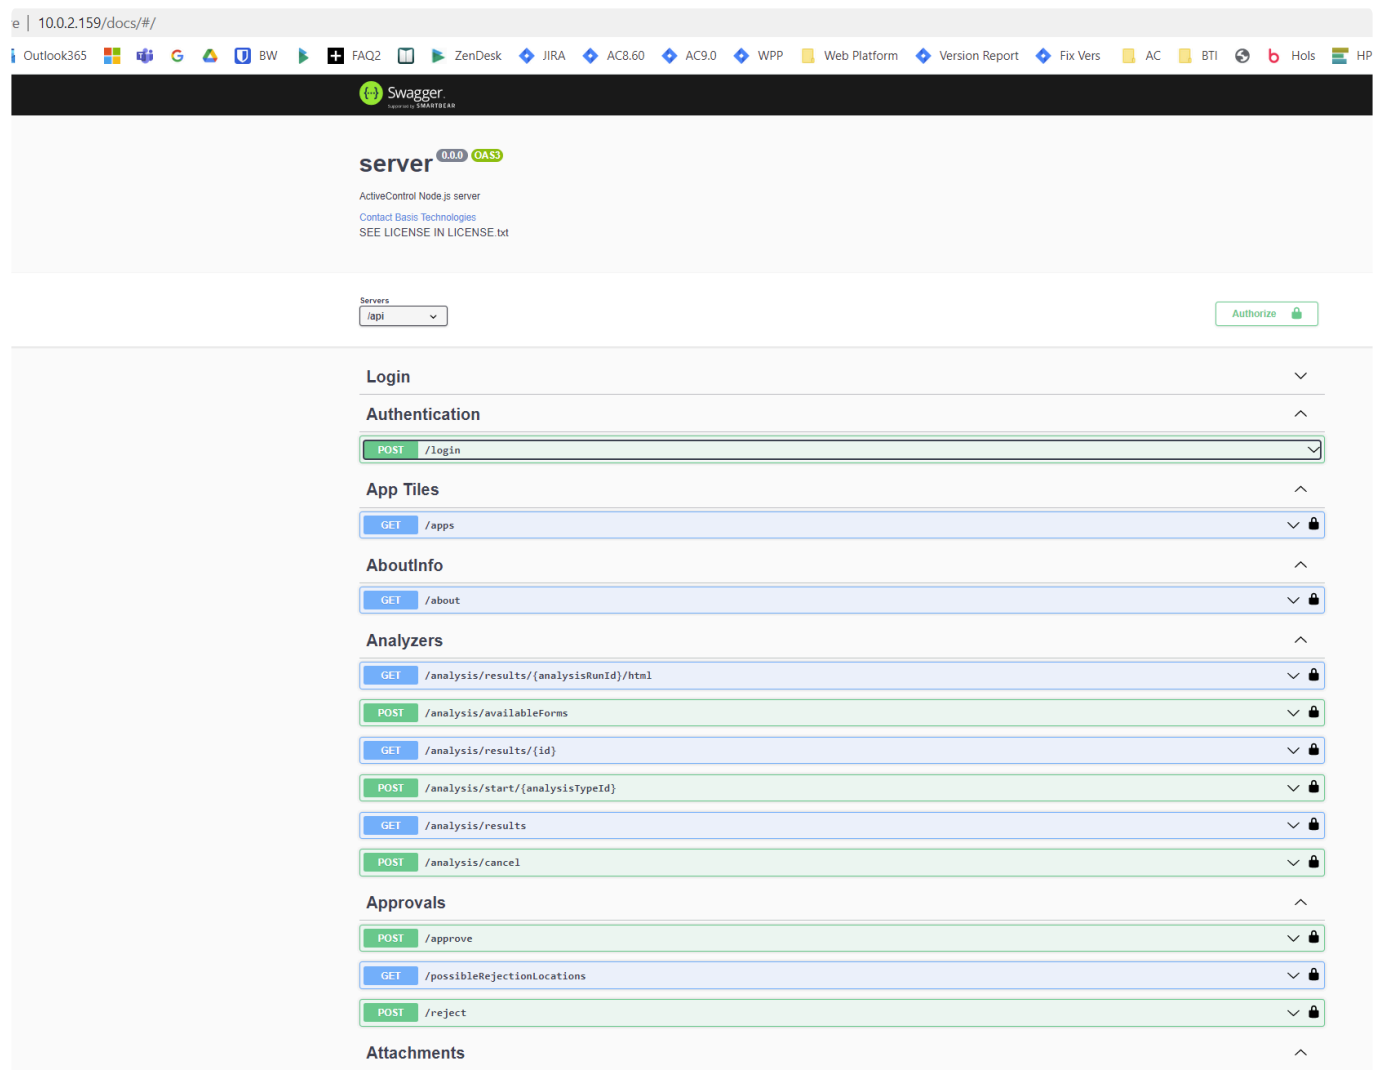 e | 10.0.2.159/docs/#/
Outlook365 BW FAQ2 ZenDesk JIRA AC8.60 AC9.0 WPP Web Platform Version Report Fix Vers AC BTI Hols HP
Swagger.
Supported by SMARTBEAR
server 0.0.0 OAS3
ActiveControl Node.js server
Contact Basis Technologies
SEE LICENSE IN LICENSE.txt
Servers
/api
Authorize
Login
Authentication
POST /login
App Tiles
GET /apps
AboutInfo
GET /about
Analyzers
GET /analysis/results/{analysisRunId}/html
POST /analysis/availableForms
GET /analysis/results/{id}
POST /analysis/start/{analysisTypeId}
GET /analysis/results
POST /analysis/cancel
Approvals
POST /approve
GET /possibleRejectionLocations
POST /reject
Attachments